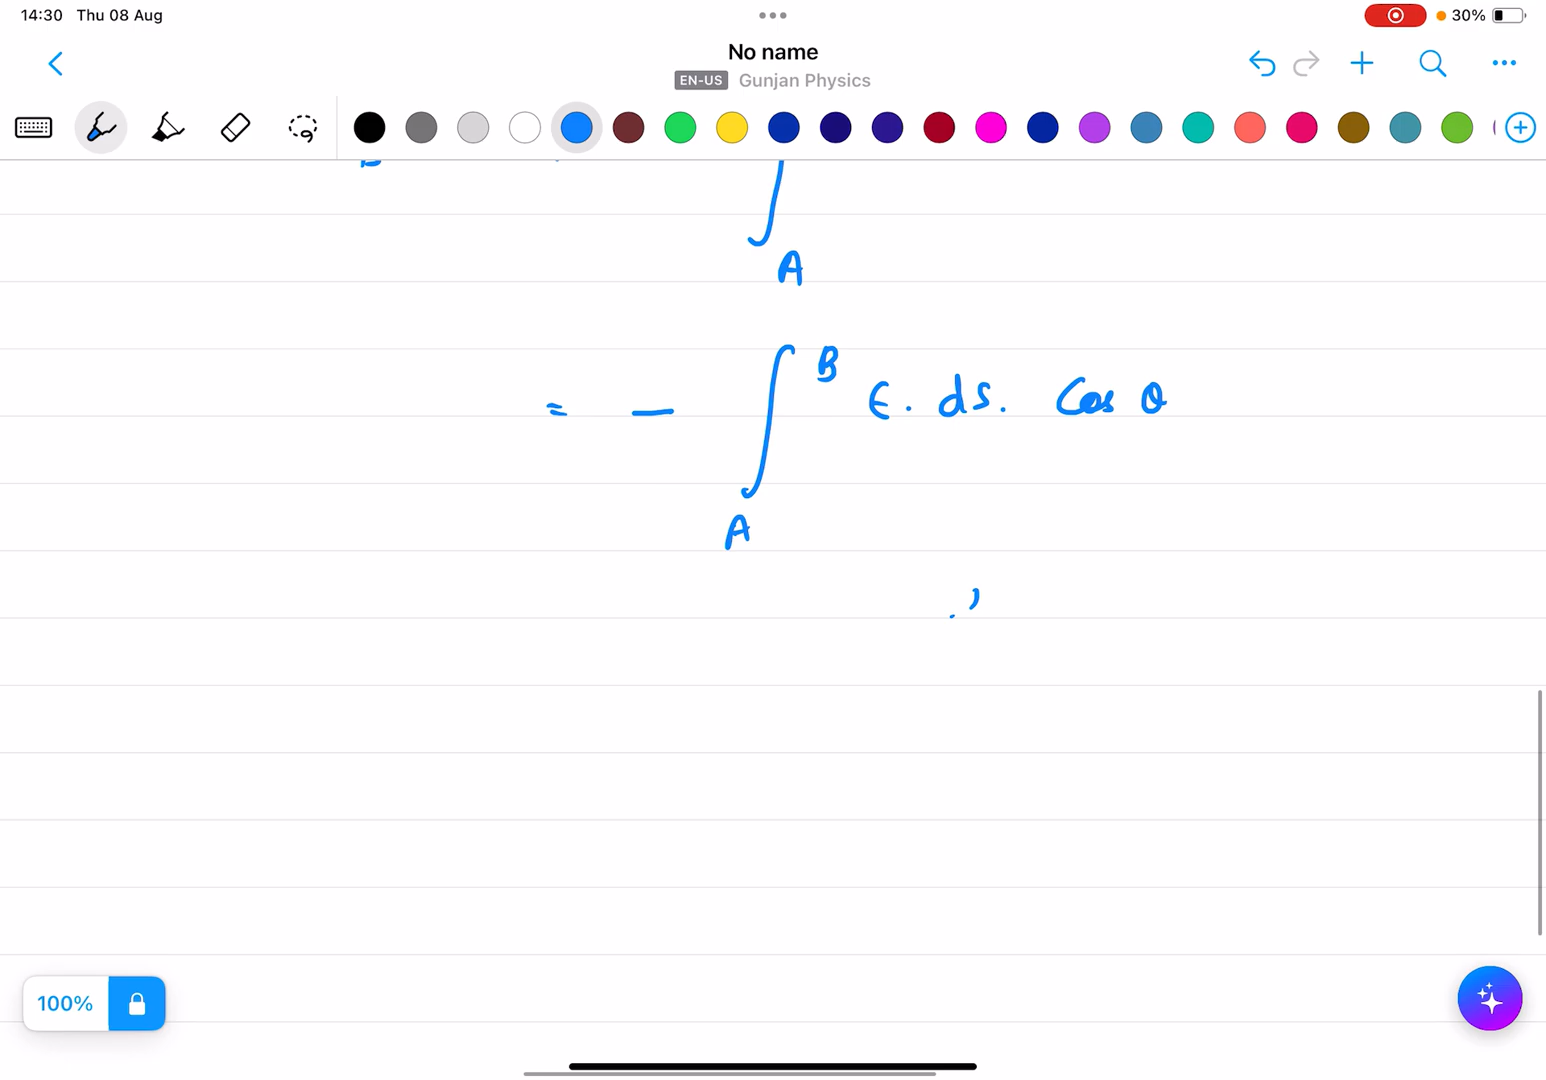 14:30 Thu 08 Aug
30%
No name
EN-US Gunjan Physics
A
= - ∫ B E. ds. Cos θ
A
100%